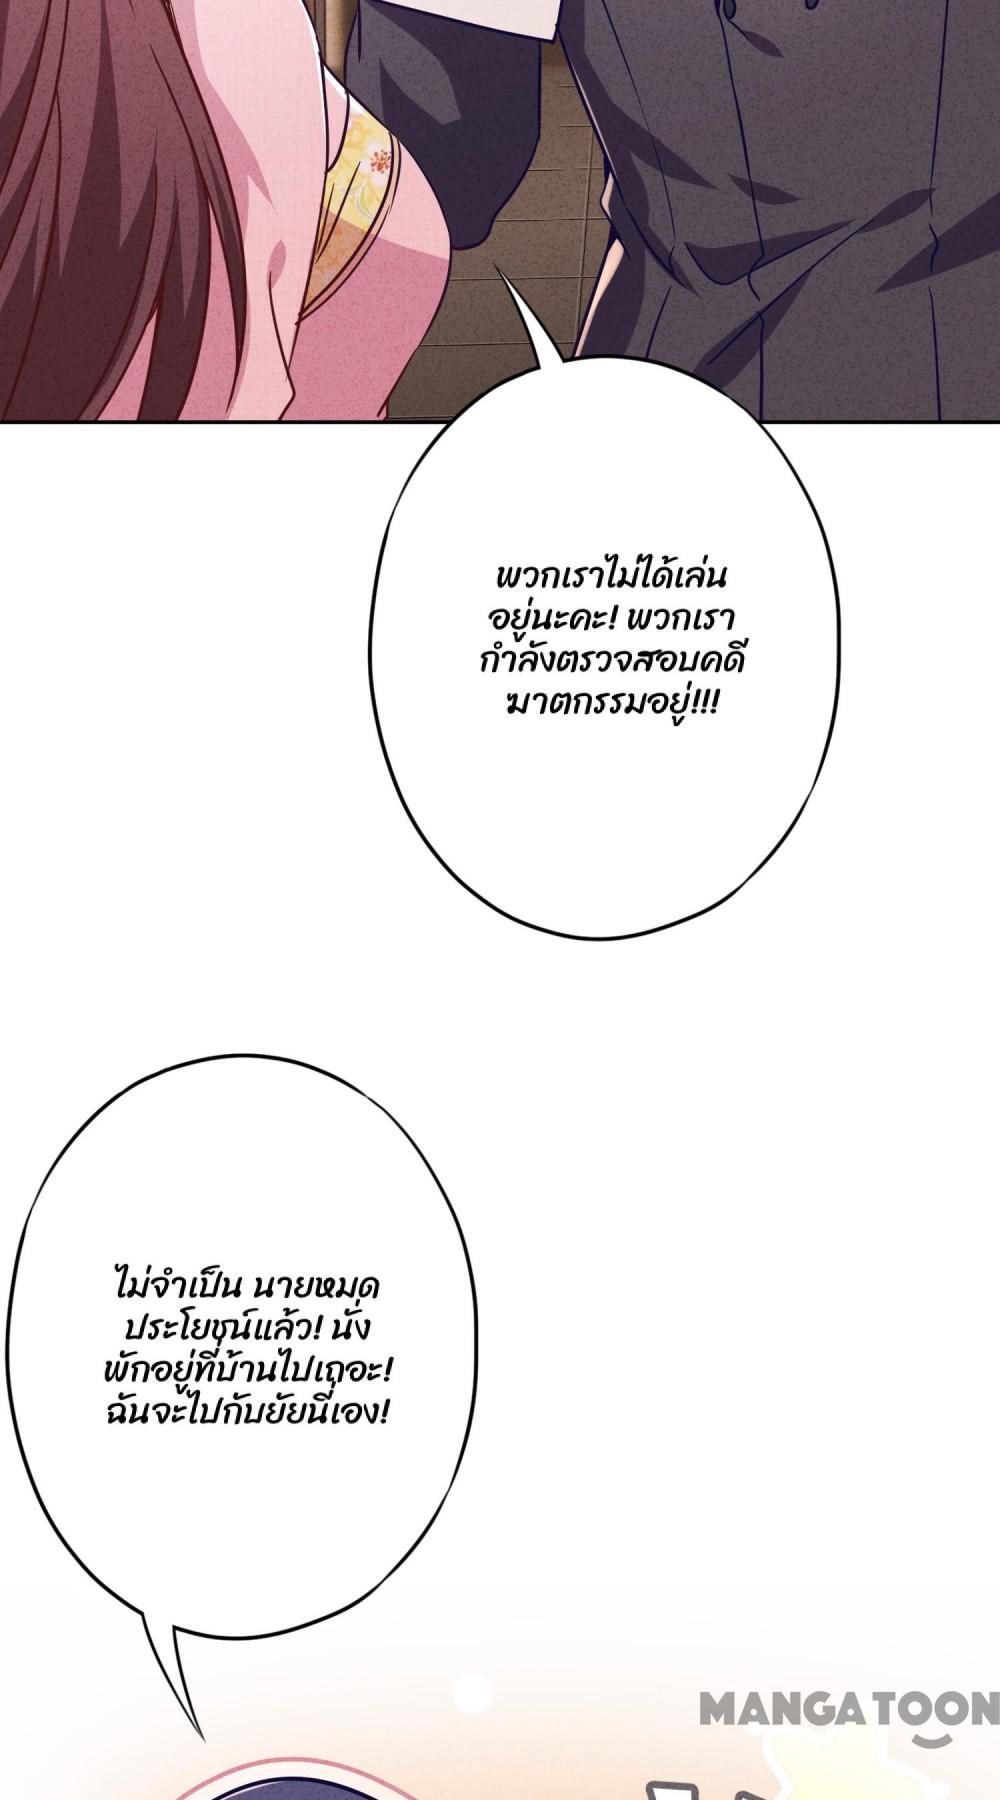 พวกเราไม่ได้เล่น
อยู่นะคะ! พวกเรา
กำลังตรวจสอบคดี
ฆาตกรรมอยู่!!!
ไม่จำเป็น นายหมด
ประโยชน์แล้ว! นั่ง
พักอยู่ที่บ้านไปเถอะ!
ฉันจะไปกับยัยนี่เอง!
MANGATOON